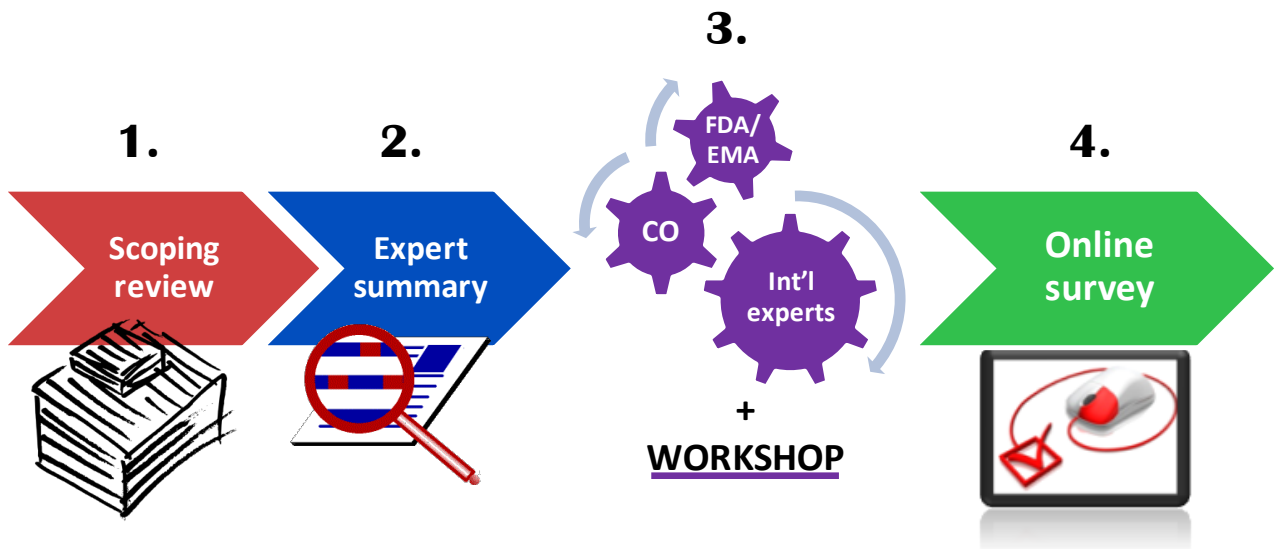 1.
Scoping
review
2.
Expert
summary
3.
FDA/
EMA
CO
Int’l
experts
+
WORKSHOP
4.
Online
survey